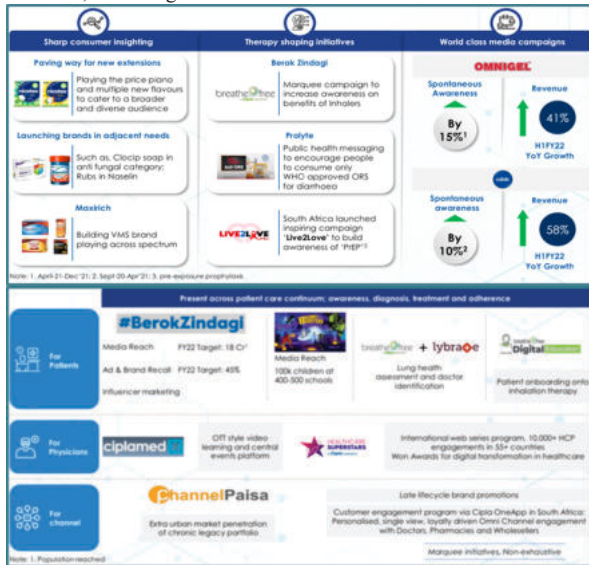 Sharp consumer insighting
Paving way for new extensions
Playing the price piano
and multiple new flavours
to cater to a broader
and diverse audience
Launching brands in adjacent needs
Such as, Clocip soap in
anti fungal category;
Rubs in Naselin
Maxirich
Building VMS brand
playing across spectrum
Therapy shaping initiatives
Berok Zindagi
breathefree
Marquee campaign to
increase awareness on
benefits of Inhalers
Prolyte
Public health messaging
to encourage people
to consume only
WHO approved ORS
for diarrhoea
LIVE2LOVE
South Africa launched
inspiring campaign
'Live2Love' to build
awareness of 'PrEP'3
World class media campaigns
OMNIGEL
Spontaneous
Awareness
By
15%1
Revenue
41%
H1FY22
YoY Growth
Spontaneous
awareness
By
10%2
Revenue
58%
H1FY22
YoY Growth
Note: 1. April-21-Dec'21; 2. Sept-20-Apr'21; 3. pre-exposure prophylaxis
Present across patient care continuum: awareness, diagnosis, treatment and adherence
For
Patients
#BerokZindagi
Media Reach FY22 Target: 18 Cr1
Ad & Brand Recall FY22 Target: 45%
Influencer marketing
Media Reach
100k children at
400-500 schools
breathefree + lybrate
Lung health
assessment and doctor
identification
breathefree
Digital
Patient onboarding onto
inhalation therapy
For
Physicians
ciplamed
OTT style video
learning and central
events platform
HEALTHCARE
SUPERSTARS
International web series program, 10,000+ HCP
engagements in 55+ countries
Won Awards for digital transformation in healthcare
For
channel
ChannelPaisa
Extra urban market penetration
of chronic legacy portfolio
Late lifecycle brand promotions
Customer engagement program via Cipla OneApp in South Africa:
Personalised, single view, loyalty driven Omni Channel engagement
with Doctors, Pharmacies and Wholesellers
Marquee initiatives, Non-exhaustive
Note: 1. Population reached